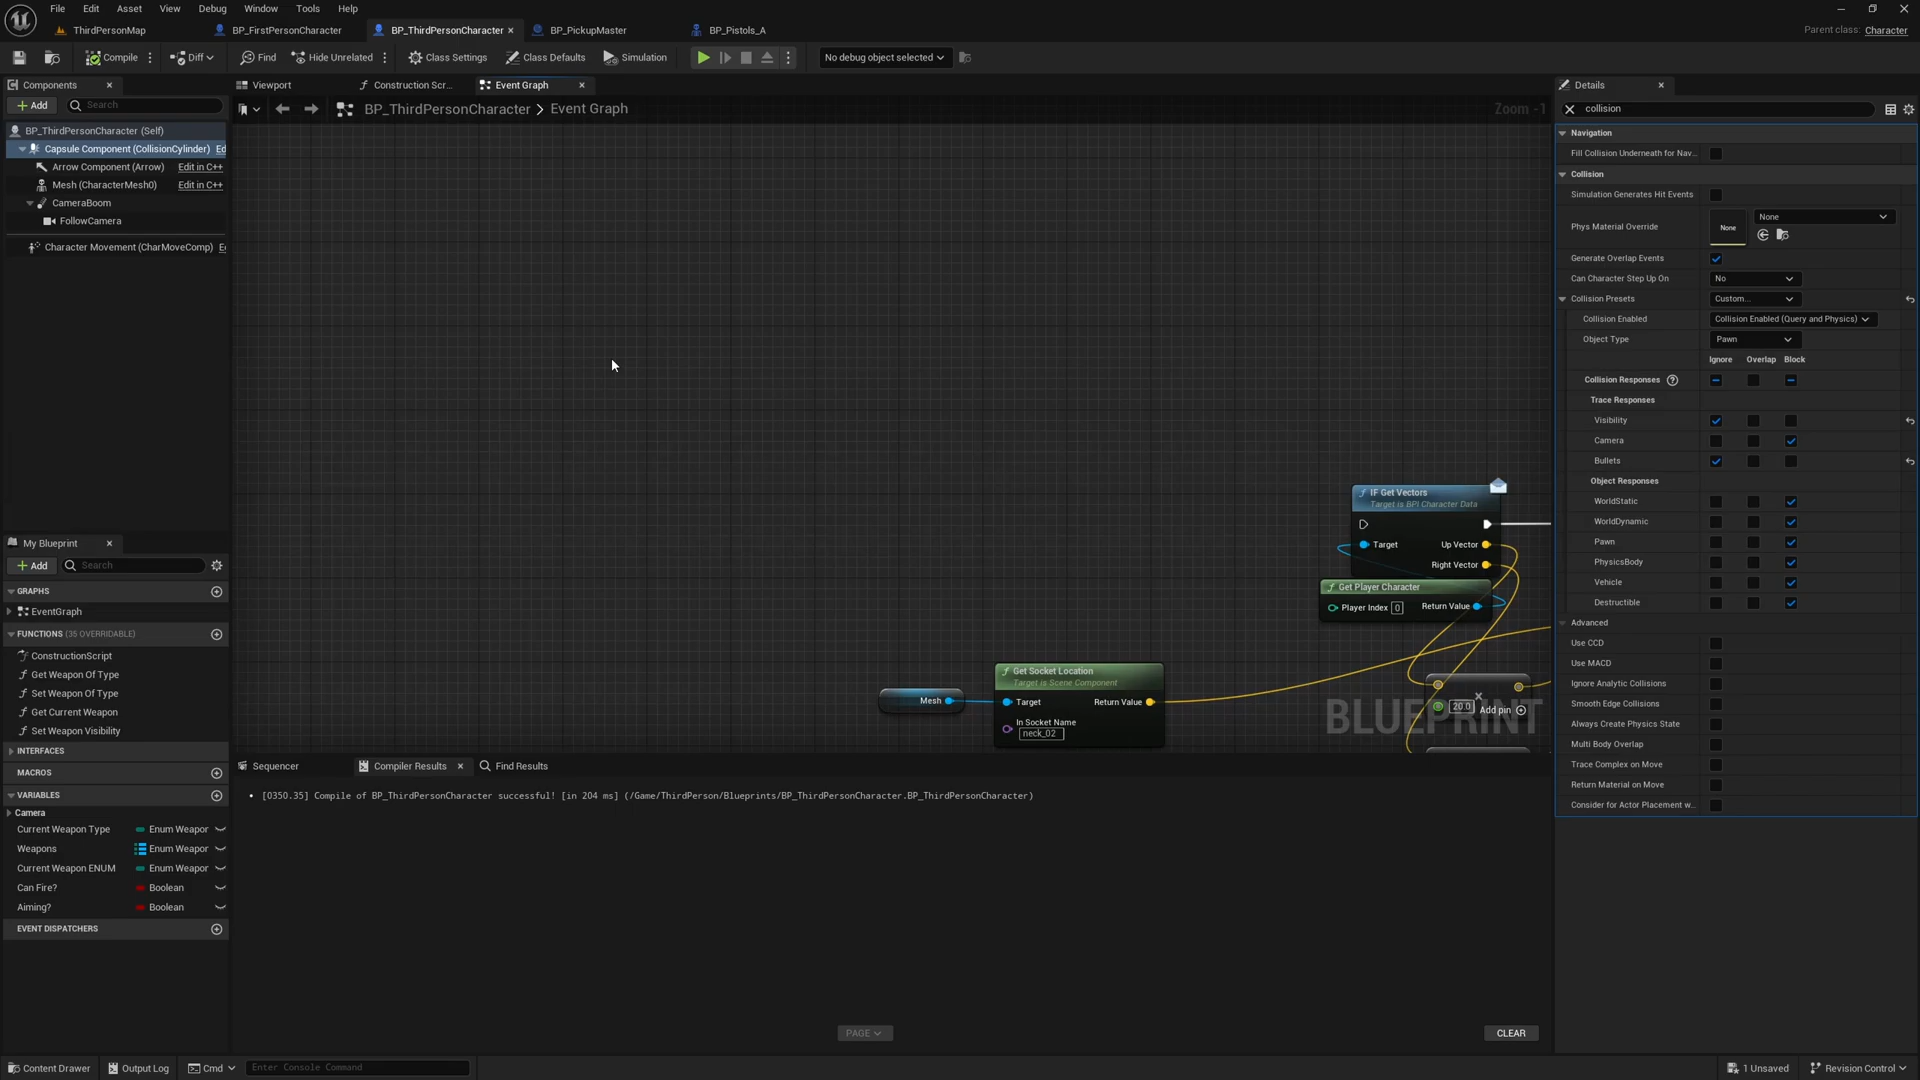 File Edit Asset View Debug Window Tools Help
ThirdPersonMap
BP_FirstPersonCharacter
BP_ThirdPersonCharacter
BP_PickupMaster
BP_Pistols_A
Parent class: Character
Compile
Diff
Find
Hide Unrelated
Class Settings
Class Defaults
Simulation
No debug object selected
Components
Add
Search
BP_ThirdPersonCharacter (Self)
Capsule Component (CollisionCylinder) Ed
Arrow Component (Arrow) Edit in C++
Mesh (CharacterMesh0) Edit in C++
CameraBoom
FollowCamera
Character Movement (CharMoveComp) E
My Blueprint
Add
Search
GRAPHS
EventGraph
FUNCTIONS (35 OVERRIDABLE)
ConstructionScript
Get Weapon Of Type
Set Weapon Of Type
Get Current Weapon
Set Weapon Visibility
INTERFACES
MACROS
VARIABLES
Camera
Current Weapon Type Enum Weapor
Weapons Enum Weapor
Current Weapon ENUM Enum Weapor
Can Fire? Boolean
Aiming? Boolean
EVENT DISPATCHERS
Viewport
Construction Scr...
Event Graph
BP_ThirdPersonCharacter > Event Graph
Zoom -1
IF Get Vectors
Target is BPI Character Data
Target Up Vector
Right Vector
Get Player Character
Player Index 0 Return Value
Get Socket Location
Target is Scene Component
Mesh
Target Return Value
In Socket Name
neck_02
20.0 Add pin
BLUEPRINT
Sequencer
Compiler Results
Find Results
[0350.35] Compile of BP_ThirdPersonCharacter successful! [in 204 ms] (/Game/ThirdPerson/Blueprints/BP_ThirdPersonCharacter.BP_ThirdPersonCharacter)
PAGE
CLEAR
Details
collision
Navigation
Fill Collision Underneath for Nav...
Collision
Simulation Generates Hit Events
Phys Material Override None None
Generate Overlap Events
Can Character Step Up On No
Collision Presets Custom...
Collision Enabled Collision Enabled (Query and Physics)
Object Type Pawn
Ignore Overlap Block
Collision Responses ?
Trace Responses
Visibility
Camera
Bullets
Object Responses
WorldStatic
WorldDynamic
Pawn
PhysicsBody
Vehicle
Destructible
Advanced
Use CCD
Use MACD
Ignore Analytic Collisions
Smooth Edge Collisions
Always Create Physics State
Multi Body Overlap
Trace Complex on Move
Return Material on Move
Consider for Actor Placement w...
Content Drawer
Output Log
Cmd
Enter Console Command
1 Unsaved
Revision Control